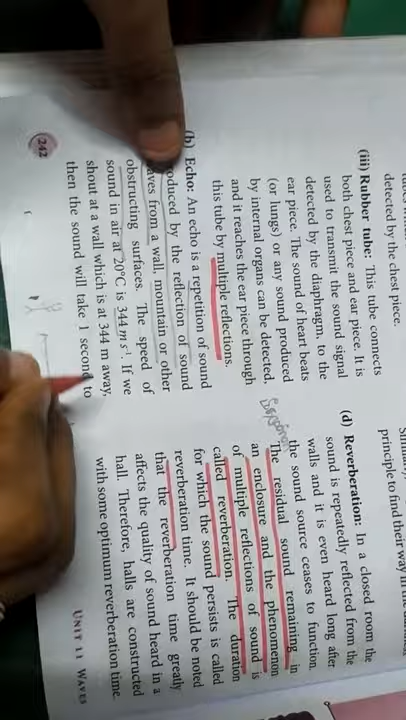 detected by the chest piece.
(iii) Rubber tube: This tube connects
both chest piece and ear piece. It is
used to transmit the sound signal
detected by the diaphragm, to the
ear piece. The sound of heart beats
(or lungs) or any sound produced
by internal organs can be detected,
and it reaches the ear piece through
this tube by multiple reflections.
(b) Echo: An echo is a repetition of sound
oduced by the reflection of sound
aves from a wall, mountain or other
obstructing surfaces. The speed of
sound in air at 20°C is 344 m s⁻¹. If we
shout at a wall which is at 344 m away,
then the sound will take 1 second to
242
principle to find their way in the
(d) Reverberation: In a closed room the
sound is repeatedly reflected from the
walls and it is even heard long after
the sound source ceases to function.
The residual sound remaining in
an enclosure and the phenomenon
of multiple reflections of sound is
called reverberation. The duration
for which the sound persists is called
reverberation time. It should be noted
that the reverberation time greatly
affects the quality of sound heard in a
hall. Therefore, halls are constructed
with some optimum reverberation time.
UNIT 11 WAVES